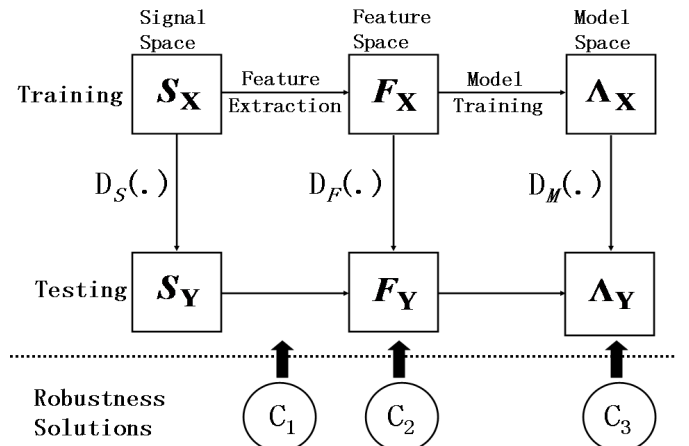 Signal Space
Feature Space
Model Space
Training
S_X
Feature Extraction
F_X
Model Training
Λ_X
D_S(.)
D_F(.)
D_M(.)
Testing
S_Y
F_Y
Λ_Y
Robustness Solutions
C_1
C_2
C_3